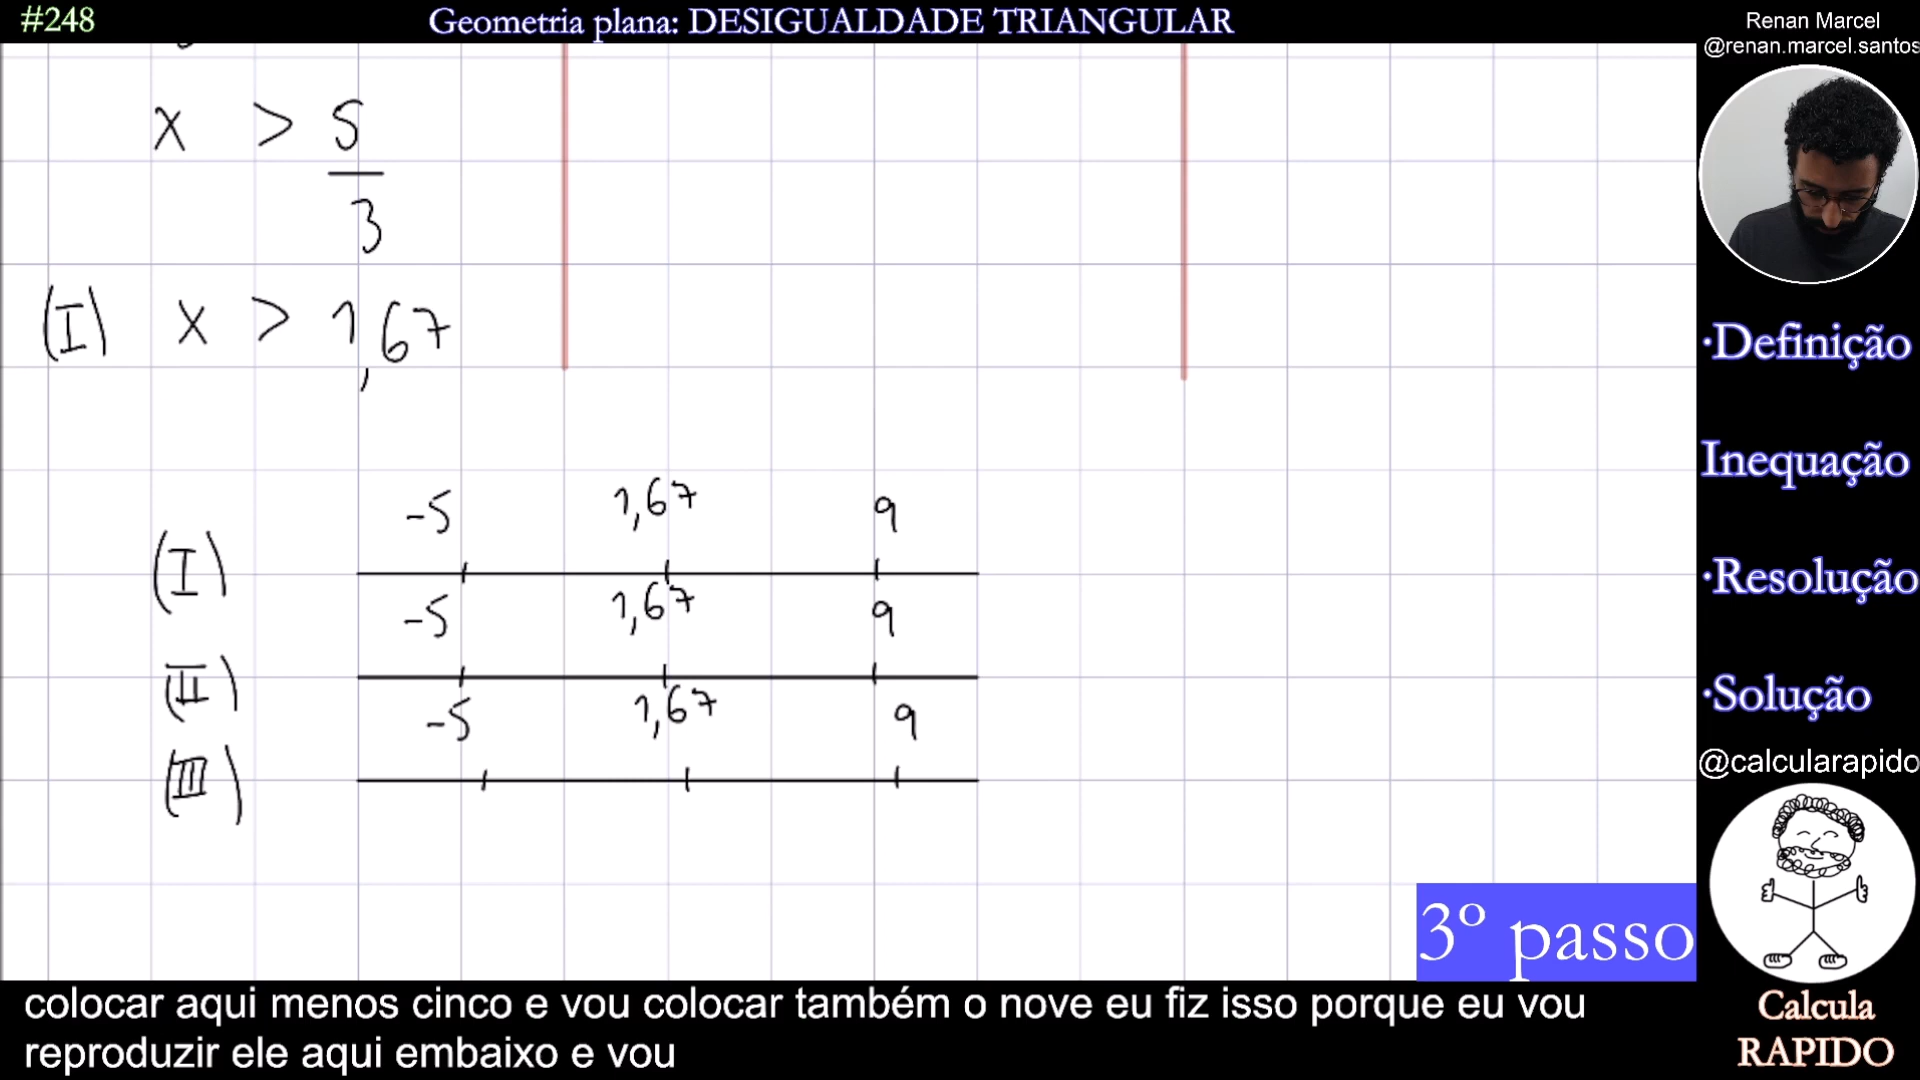 #248
Geometria plana: DESIGUALDADE TRIANGULAR
Renan Marcel
@renan.marcel.santos
x > 5
3
(I) x > 1,67
-5 1,67 9
(I)
-5 1,67 9
(II)
-5 1,67 9
(III)
·Definição
Inequação
·Resolução
·Solução
@calcularapido
3º passo
Calcula
RAPIDO
colocar aqui menos cinco e vou colocar também o nove eu fiz isso porque eu vou
reproduzir ele aqui embaixo e vou